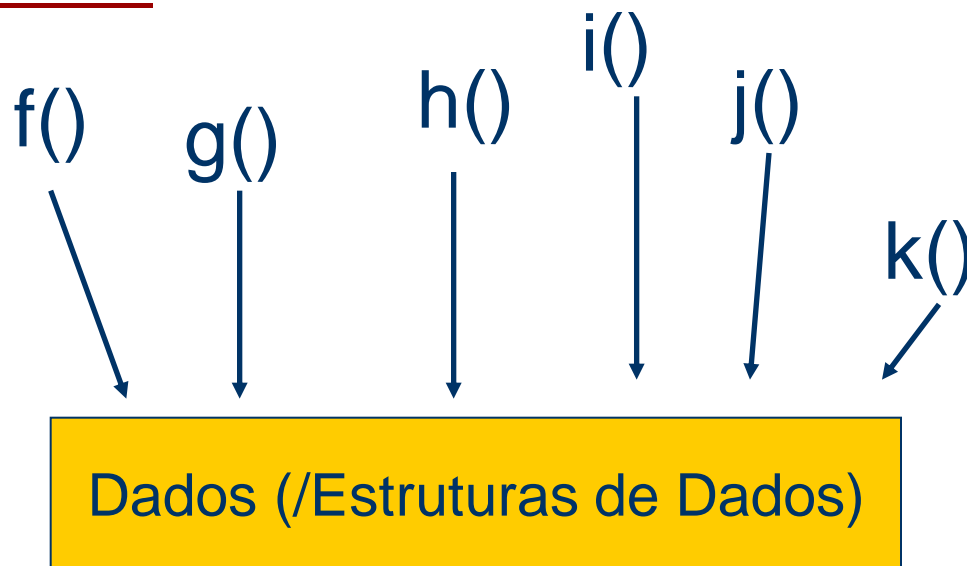 f()
g()
h()
i()
j()
k()
Dados (/Estruturas de Dados)